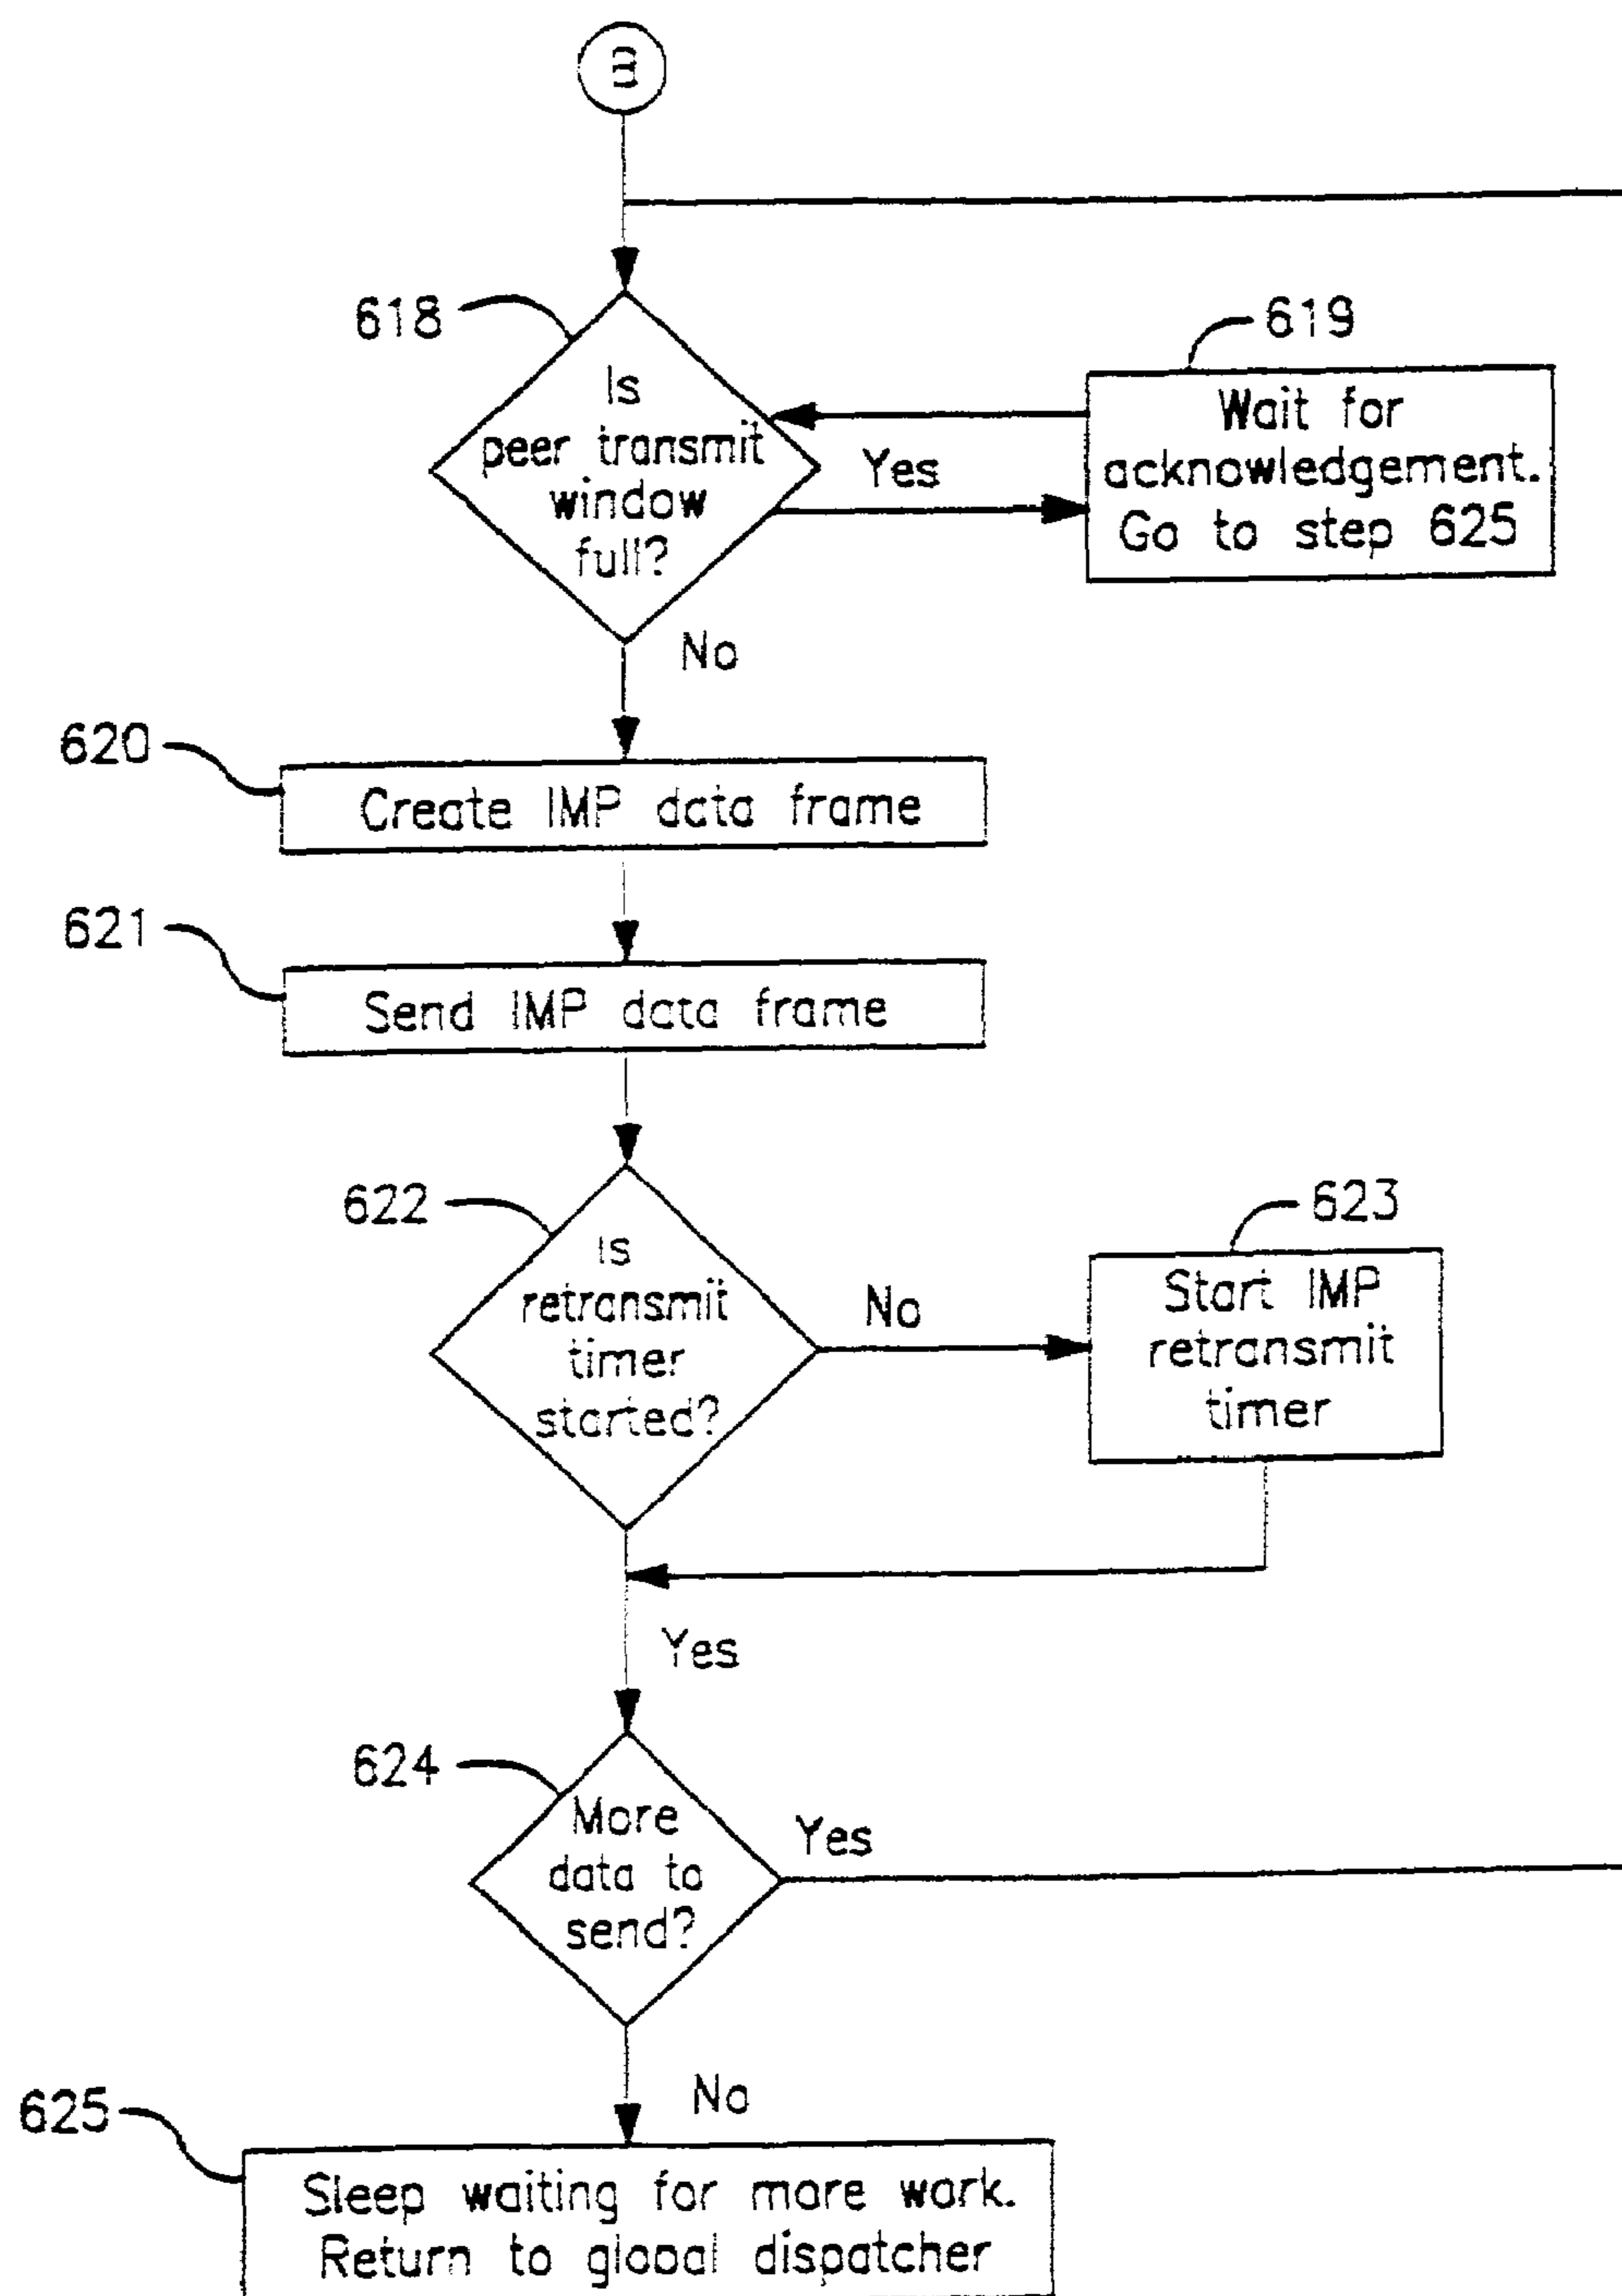 B
618
Is
peer transmit
window
full?
Yes
619
Wait for
acknowledgement.
Go to step 625
No
620
Create IMP data frame
621
Send IMP data frame
622
Is
retransmit
timer
started?
No
623
Start IMP
retransmit
timer
Yes
624
More
data to
send?
Yes
No
625
Sleep waiting for more work.
Return to global dispatcher